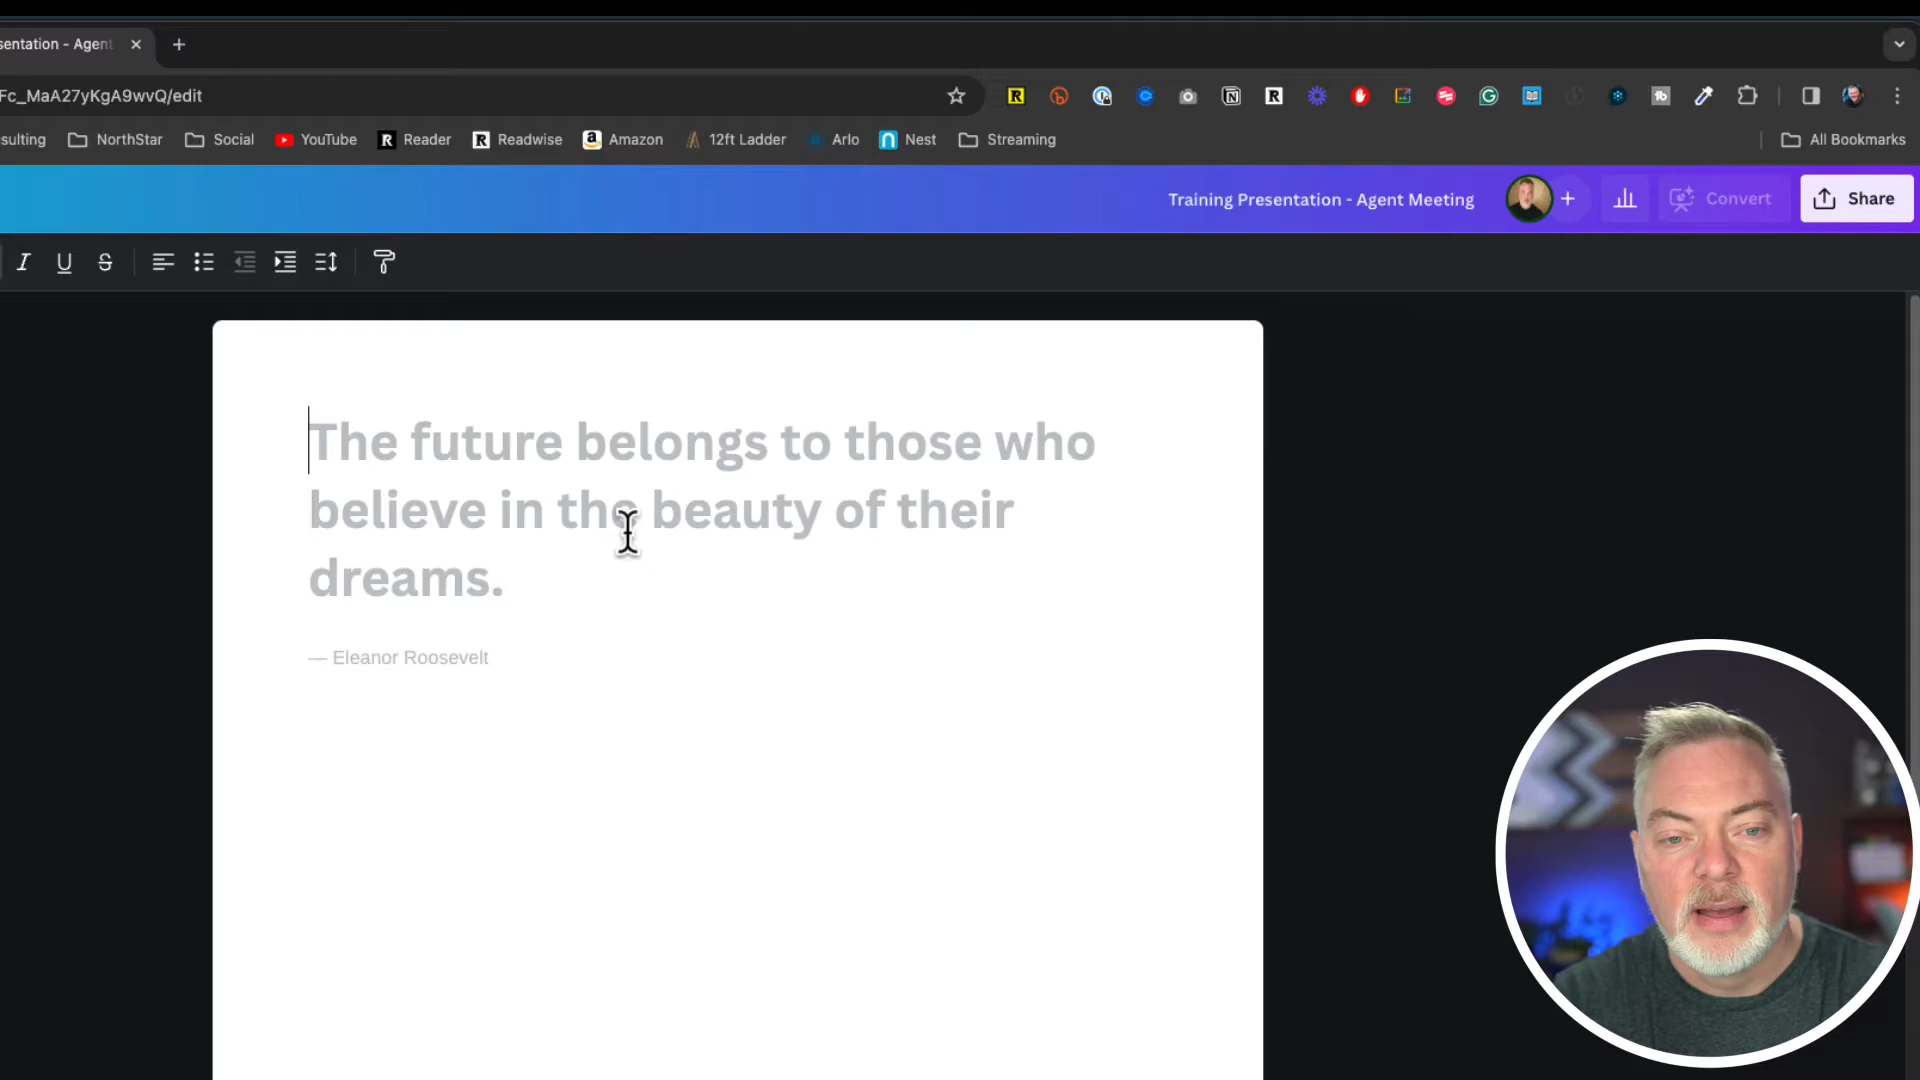 sentation - Agent
Fc_MaA27yKgA9wvQ/edit
sulting NorthStar Social YouTube Reader Readwise Amazon 12ft Ladder Arlo Nest Streaming All Bookmarks
Training Presentation - Agent Meeting Convert Share
The future belongs to those who
believe in the beauty of their
dreams.
— Eleanor Roosevelt